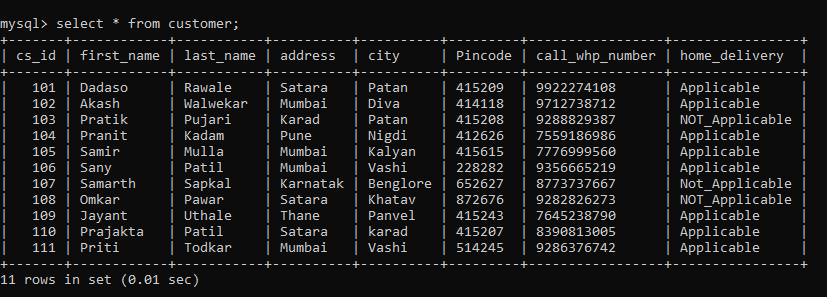 mysql> select * from customer;
+-------+------------+-----------+-----------+----------+---------+-----------------+----------------+
| cs_id | first_name | last_name | address   | city     | Pincode | call_whp_number | home_delivery  |
+-------+------------+-----------+-----------+----------+---------+-----------------+----------------+
|   101 | Dadaso     | Rawale    | Satara    | Patan    | 415209  | 9922274108      | Applicable     |
|   102 | Akash      | Walwekar  | Mumbai    | Diva     | 414118  | 9712738712      | Applicable     |
|   103 | Pratik     | Pujari    | Karad     | Patan    | 415208  | 9288829387      | NOT_Applicable |
|   104 | Pranit     | Kadam     | Pune      | Nigdi    | 412626  | 7559186986      | Applicable     |
|   105 | Samir      | Mulla     | Mumbai    | Kalyan   | 415615  | 7776999560      | Applicable     |
|   106 | Sany       | Patil     | Mumbai    | Vashi    | 228282  | 9356665219      | Applicable     |
|   107 | Samarth    | Sapkal    | Karnatak  | Benglore | 652627  | 8773737667      | Not_Applicable |
|   108 | Omkar      | Pawar     | Satara    | Khatav   | 872676  | 9282826273      | NOT_Applicable |
|   109 | Jayant     | Uthale    | Thane     | Panvel   | 415243  | 7645238790      | Applicable     |
|   110 | Prajakta   | Patil     | Satara    | karad    | 415207  | 8390813005      | Applicable     |
|   111 | Priti      | Todkar    | Mumbai    | Vashi    | 514245  | 9286376742      | Applicable     |
+-------+------------+-----------+-----------+----------+---------+-----------------+----------------+
11 rows in set (0.01 sec)